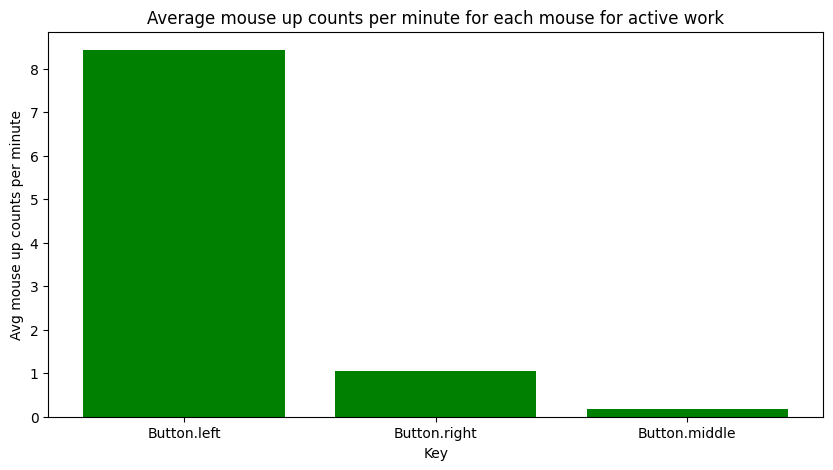 Average mouse up counts per minute for each mouse for active work
Avg mouse up counts per minute
8
7
6
5
4
3
2
1
0
Button.left
Button.right
Button.middle
Key